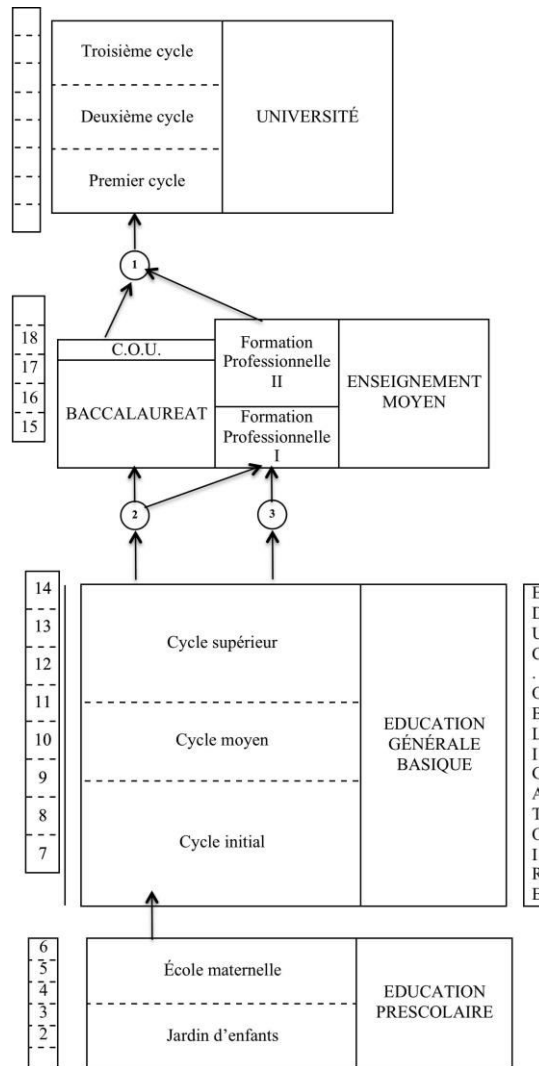 Troisième cycle
Deuxième cycle
Premier cycle
UNIVERSITÉ
1
18
17
16
15
C.O.U.
BACCALAUREAT
Formation
Professionnelle
II
Formation
Professionnelle
I
ENSEIGNEMENT
MOYEN
2
3
14
13
12
11
10
9
8
7
Cycle supérieur
Cycle moyen
Cycle initial
EDUCATION
GÉNÉRALE
BASIQUE
E
D
U
C
.
O
B
L
I
G
A
T
O
I
R
E
6
5
4
3
2
École maternelle
Jardin d’enfants
EDUCATION
PRESCOLAIRE